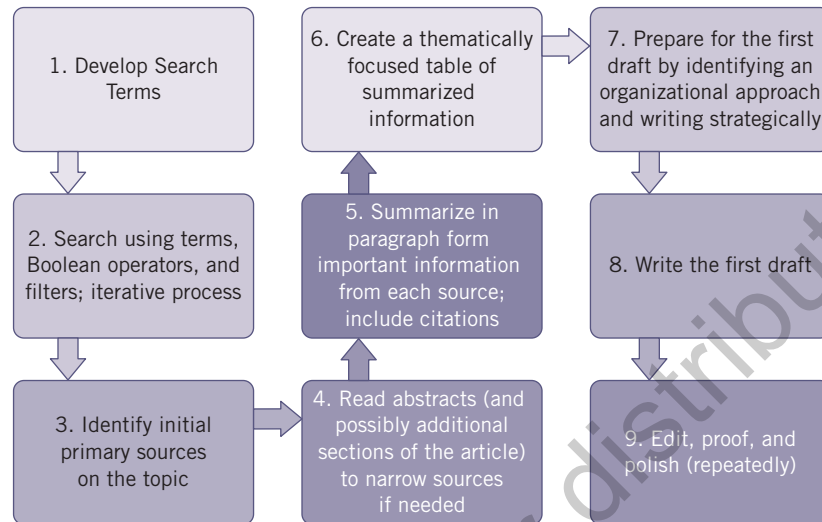 1. Develop Search
Terms
2. Search using terms,
Boolean operators, and
filters; iterative process
3. Identify initial
primary sources
on the topic
4. Read abstracts (and
possibly additional
sections of the article)
to narrow sources
if needed
5. Summarize in
paragraph form
important information
from each source;
include citations
6. Create a thematically
focused table of
summarized
information
7. Prepare for the first
draft by identifying an
organizational approach
and writing strategically
8. Write the first draft
9. Edit, proof, and
polish (repeatedly)